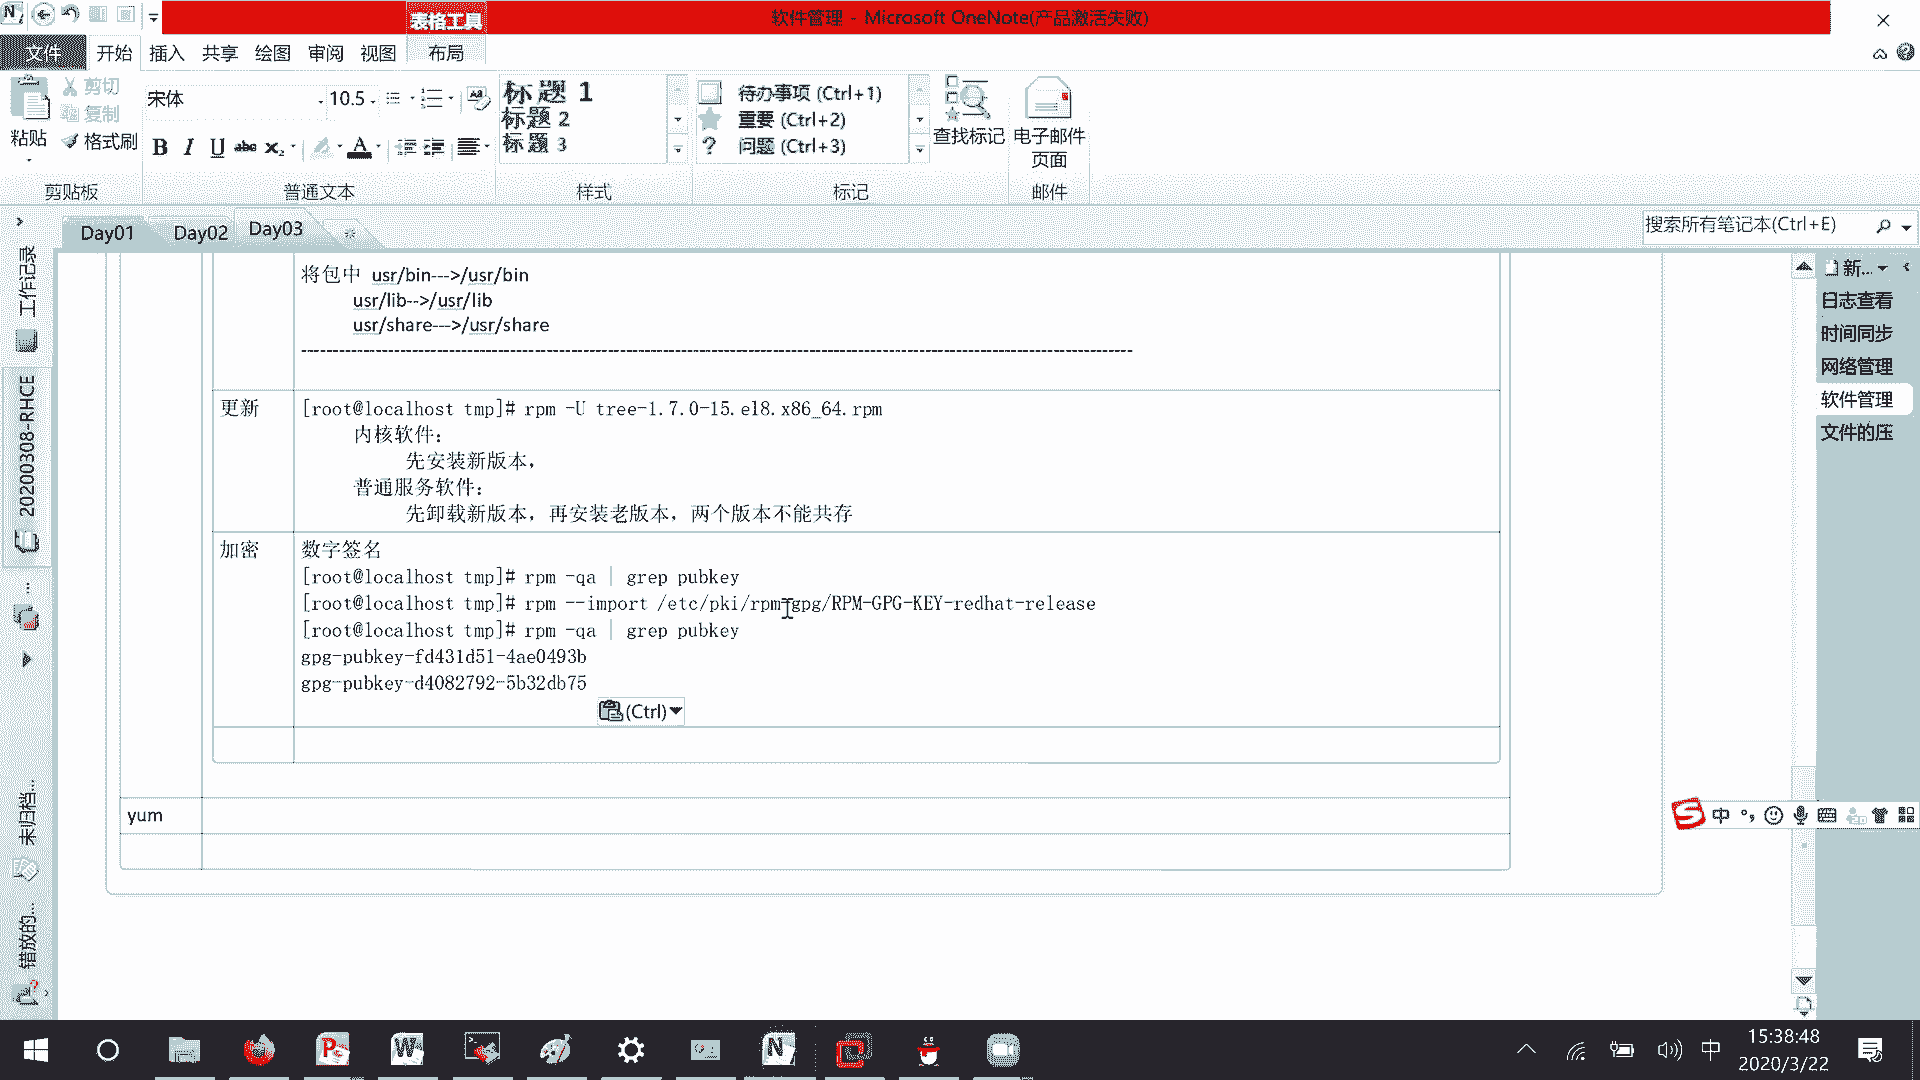 表格工具
软件管理 - Microsoft OneNote(产品激活失败)
文件 开始 插入 共享 绘图 审阅 视图 布局
粘贴
剪切
复制
格式刷
剪贴板
宋体 10.5
B I U abc x₂ A
普通文本
标题 1
标题 2
标题 3
样式
待办事项 (Ctrl+1)
重要 (Ctrl+2)
问题 (Ctrl+3)
标记
查找标记
电子邮件
页面
邮件
Day01 Day02 Day03
搜索所有笔记本(Ctrl+E)
工作记录
20200308-RHCE
未归档...
错放的...
新...
日志查看
时间同步
网络管理
软件管理
文件的压
将包中 usr/bin--->/usr/bin
usr/lib-->/usr/lib
usr/share--->/usr/share
更新
[root@localhost tmp]# rpm -U tree-1.7.0-15.el8.x86_64.rpm
内核软件:
先安装新版本,
普通服务软件:
先卸载新版本, 再安装老版本, 两个版本不能共存
加密
数字签名
[root@localhost tmp]# rpm -qa | grep pubkey
[root@localhost tmp]# rpm --import /etc/pki/rpm-gpg/RPM-GPG-KEY-redhat-release
[root@localhost tmp]# rpm -qa | grep pubkey
gpg-pubkey-fd431d51-4ae0493b
gpg-pubkey-d4082792-5b32db75
(Ctrl)
yum
中
中
15:38:48
2020/3/22